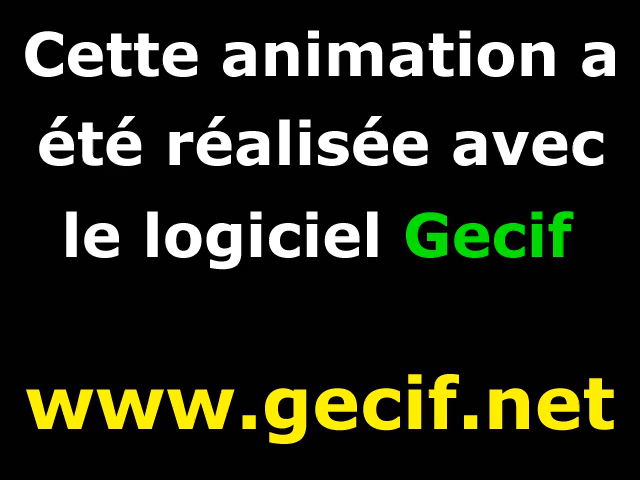 Cette animation a
été réalisée avec
le logiciel Gecif
www.gecif.net